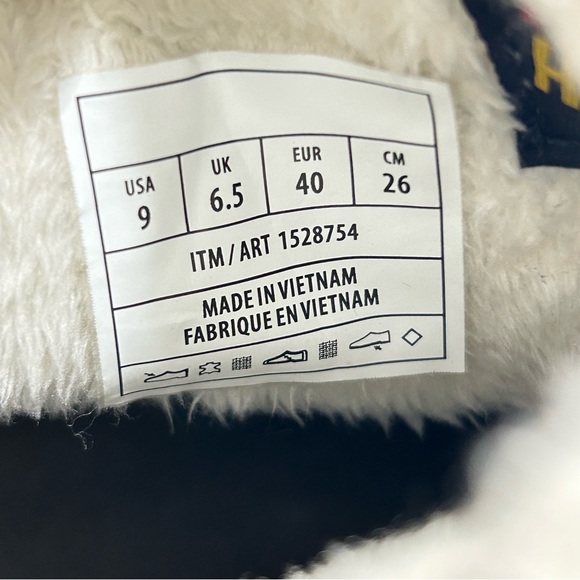 USA UK EUR CM
9 6.5 40 26
ITM / ART 1528754
MADE IN VIETNAM
FABRIQUE EN VIETNAM